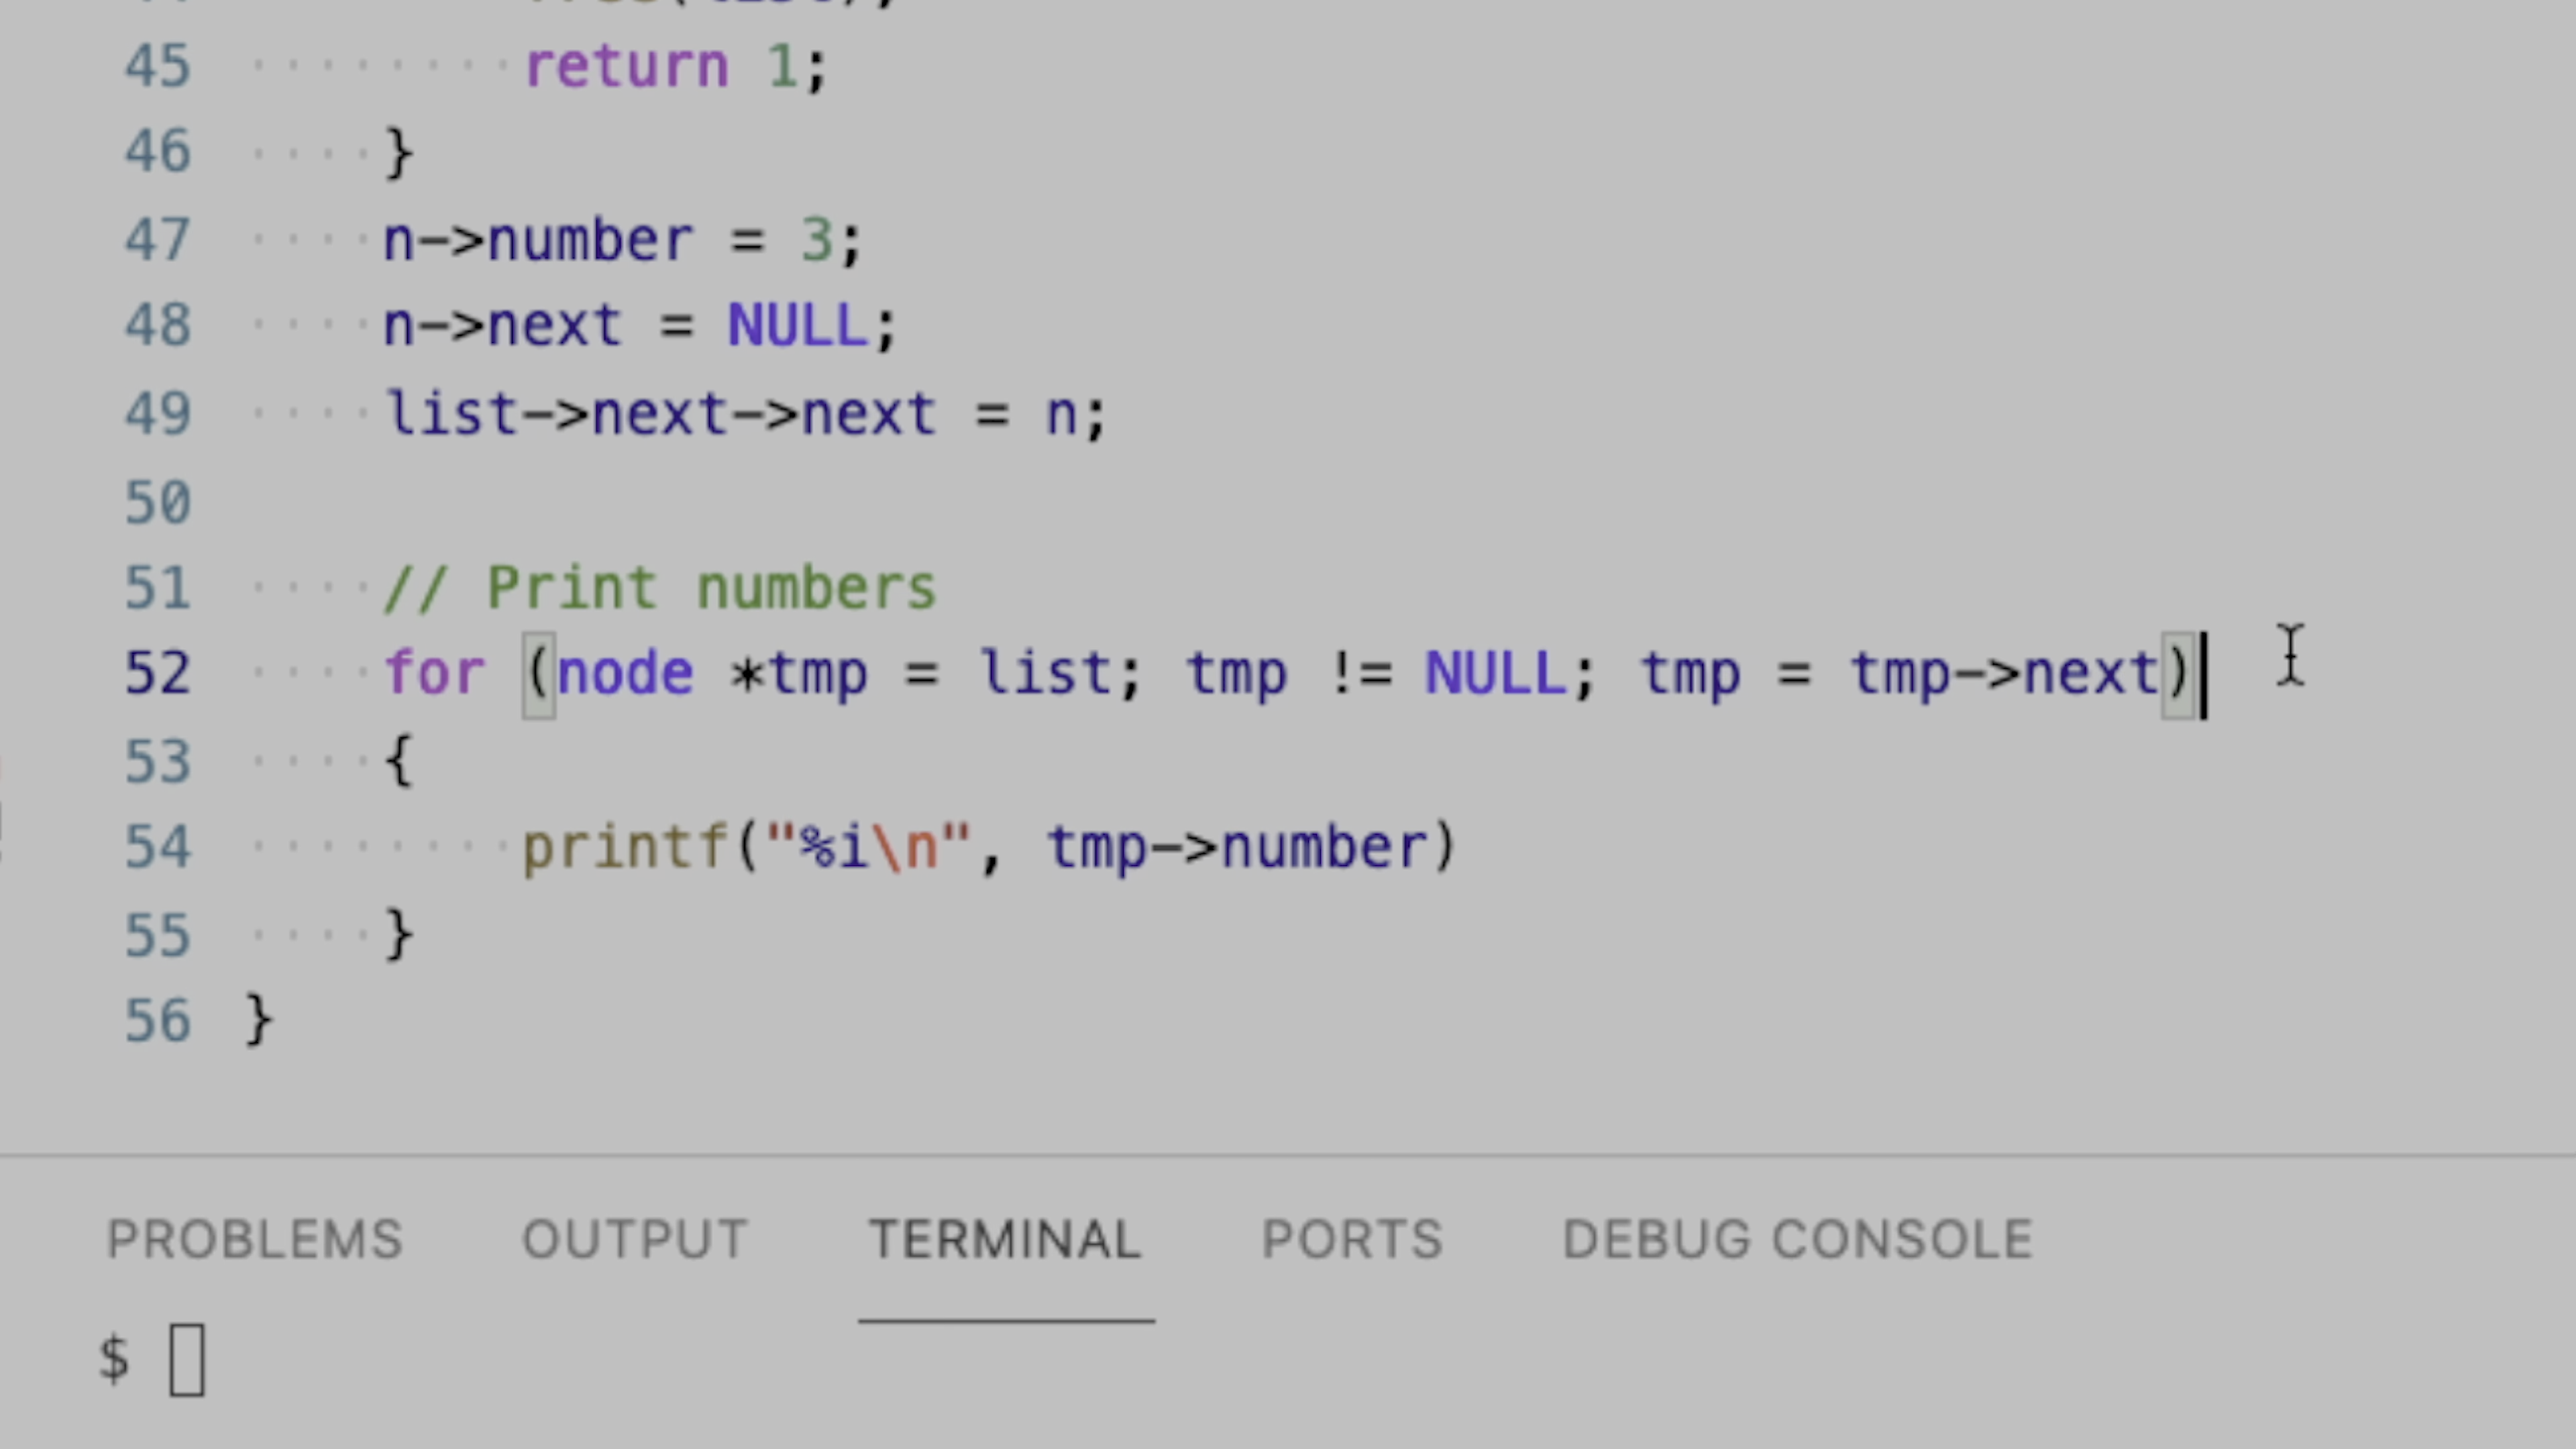 45 return 1;
46 }
47 n->number = 3;
48 n->next = NULL;
49 list->next->next = n;
50
51 // Print numbers
52 for (node *tmp = list; tmp != NULL; tmp = tmp->next)
53 {
54 printf("%i\n", tmp->number)
55 }
56 }
PROBLEMS OUTPUT TERMINAL PORTS DEBUG CONSOLE
$